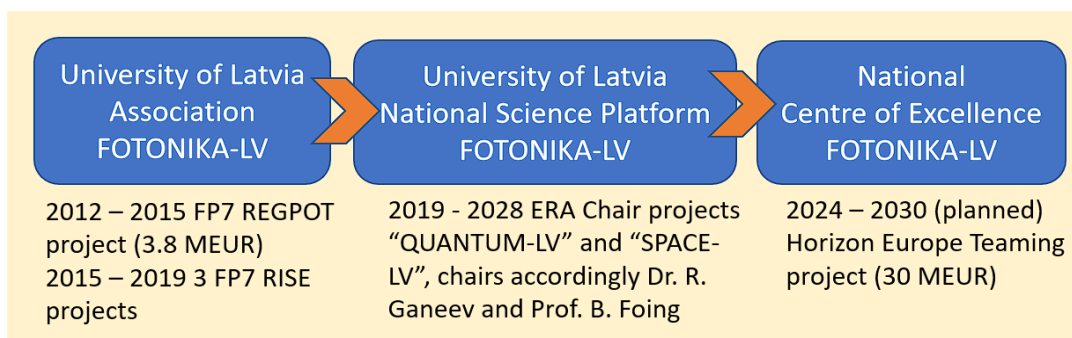 University of Latvia
Association
FOTONIKA-LV
University of Latvia
National Science Platform
FOTONIKA-LV
National
Centre of Excellence
FOTONIKA-LV
2012 – 2015 FP7 REGPOT
project (3.8 MEUR)
2015 – 2019 3 FP7 RISE
projects
2019 - 2028 ERA Chair projects
“QUANTUM-LV” and “SPACE-
LV”, chairs accordingly Dr. R.
Ganeev and Prof. B. Foing
2024 – 2030 (planned)
Horizon Europe Teaming
project (30 MEUR)